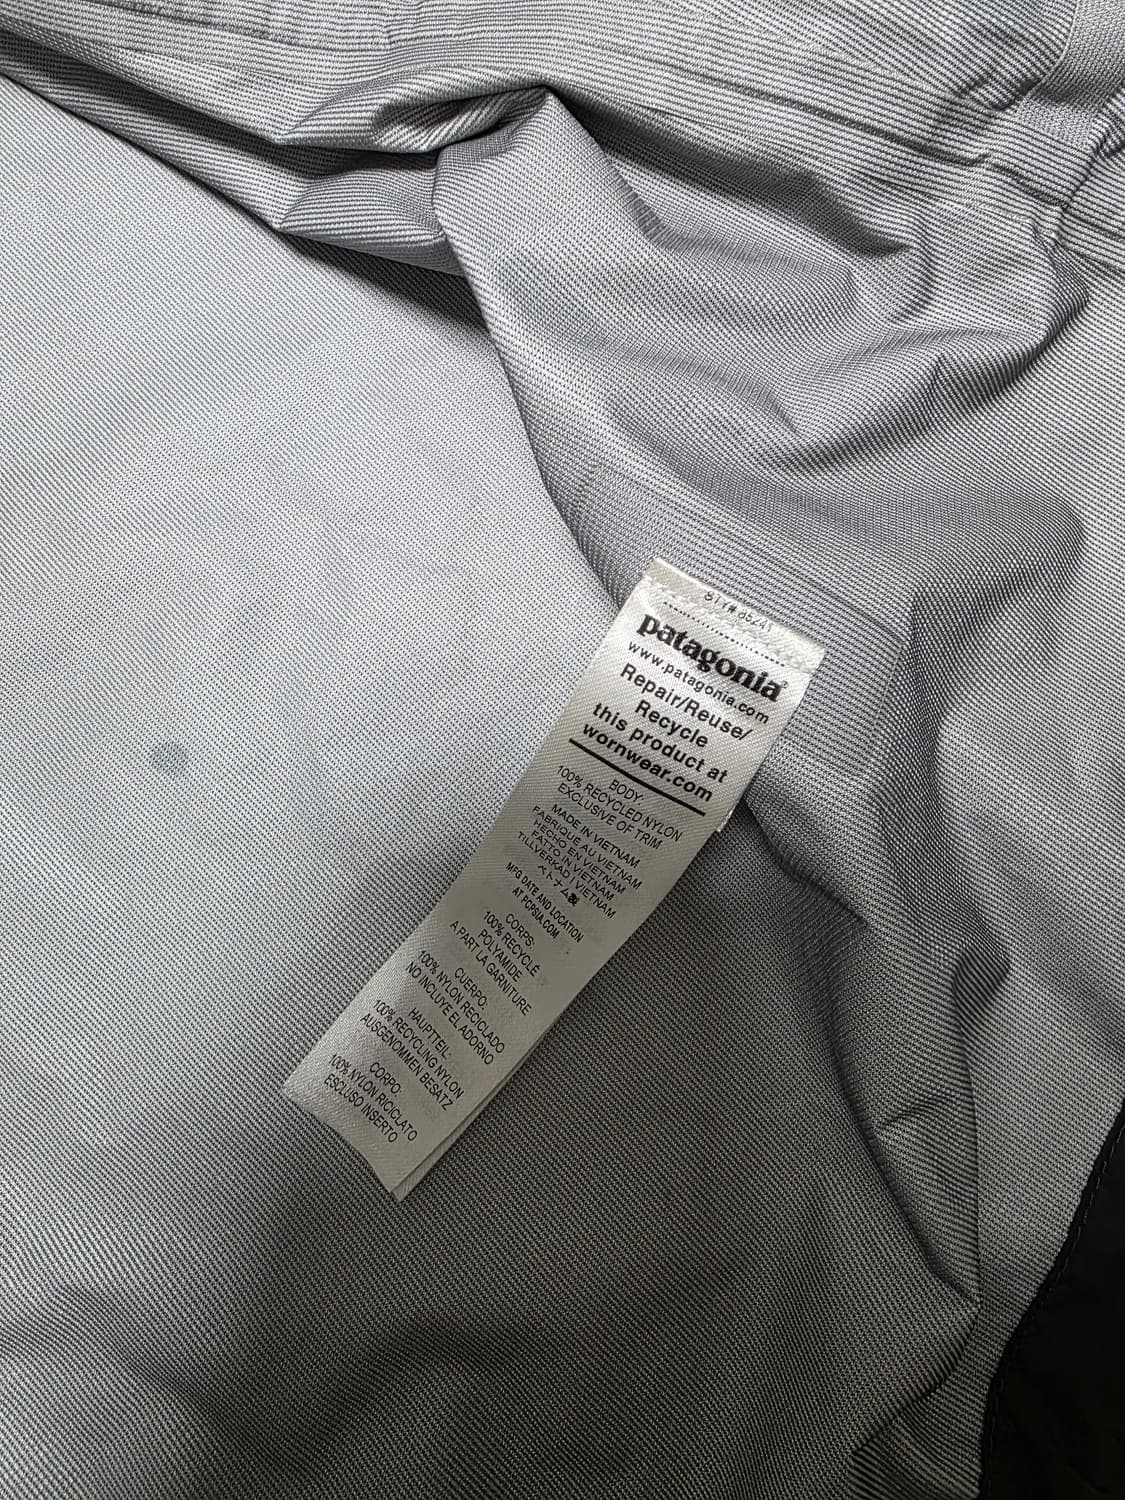 patagonia®
www.patagonia.com
Repair/Reuse/
Recycle
this product at
wornwear.com
BODY:
100% RECYCLED NYLON
EXCLUSIVE OF TRIM
MADE IN VIETNAM
FABRIQUÉ AU VIETNAM
HECHO EN VIETNAM
FATTO IN VIETNAM
TILLVERKAD I VIETNAM
ベトナム製
MFG DATE AND LOCATION
AT PCPSIA.COM
CORPS:
100% RECYCLÉ
POLYAMIDE
A PART LA GARNITURE
CUERPO:
100% NYLON RECICLADO
NO INCLUYE EL ADORNO
HAUPTTEIL:
100% RECYCLING NYLON
AUSGENOMMEN BESATZ
CORPO:
100% NYLON RICICLATO
ESCLUSO INSERTO